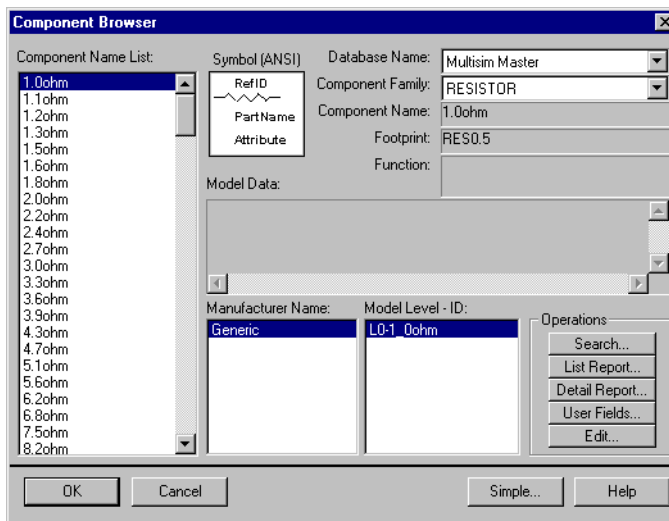 Component Browser
Component Name List:
1.0ohm
1.1ohm
1.2ohm
1.3ohm
1.5ohm
1.6ohm
1.8ohm
2.0ohm
2.2ohm
2.4ohm
2.7ohm
3.0ohm
3.3ohm
3.6ohm
3.9ohm
4.3ohm
4.7ohm
5.1ohm
5.6ohm
6.2ohm
6.8ohm
7.5ohm
8.2ohm
Symbol (ANSI)
RefID
PartName
Attribute
Database Name: Multisim Master
Component Family: RESISTOR
Component Name: 1.0ohm
Footprint: RES0.5
Function:
Model Data:
Manufacturer Name:
Generic
Model Level - ID:
L0-1_0ohm
Operations
Search...
List Report...
Detail Report...
User Fields...
Edit...
OK
Cancel
Simple...
Help